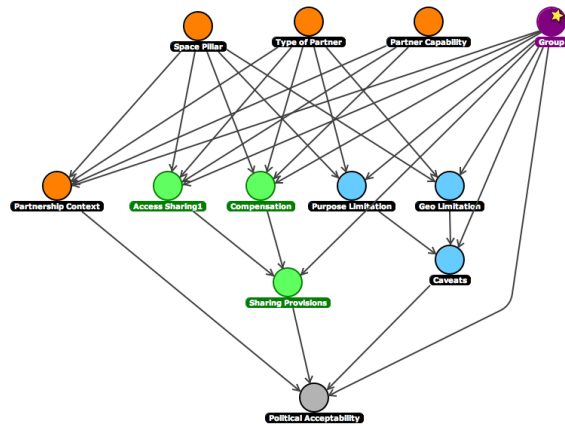 Space Pillar
Type of Partner
Partner Capability
Group
Partnership Context
Access Sharing1
Compensation
Purpose Limitation
Geo Limitation
Caveats
Sharing Provisions
Political Acceptability